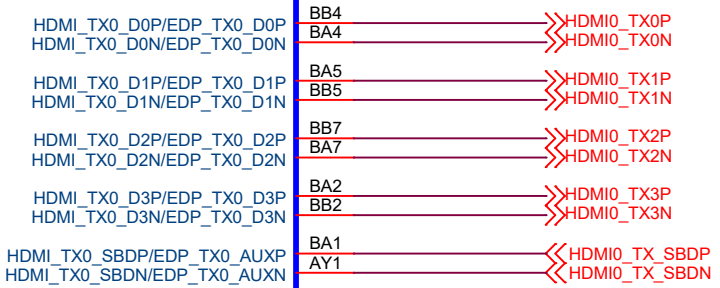 HDMI_TX0_D0P/EDP_TX0_D0P BB4 HDMI0_TX0P
HDMI_TX0_D0N/EDP_TX0_D0N BA4 HDMI0_TX0N
HDMI_TX0_D1P/EDP_TX0_D1P BA5 HDMI0_TX1P
HDMI_TX0_D1N/EDP_TX0_D1N BB5 HDMI0_TX1N
HDMI_TX0_D2P/EDP_TX0_D2P BB7 HDMI0_TX2P
HDMI_TX0_D2N/EDP_TX0_D2N BA7 HDMI0_TX2N
HDMI_TX0_D3P/EDP_TX0_D3P BA2 HDMI0_TX3P
HDMI_TX0_D3N/EDP_TX0_D3N BB2 HDMI0_TX3N
HDMI_TX0_SBDP/EDP_TX0_AUXP BA1 HDMI0_TX_SBDP
HDMI_TX0_SBDN/EDP_TX0_AUXN AY1 HDMI0_TX_SBDN